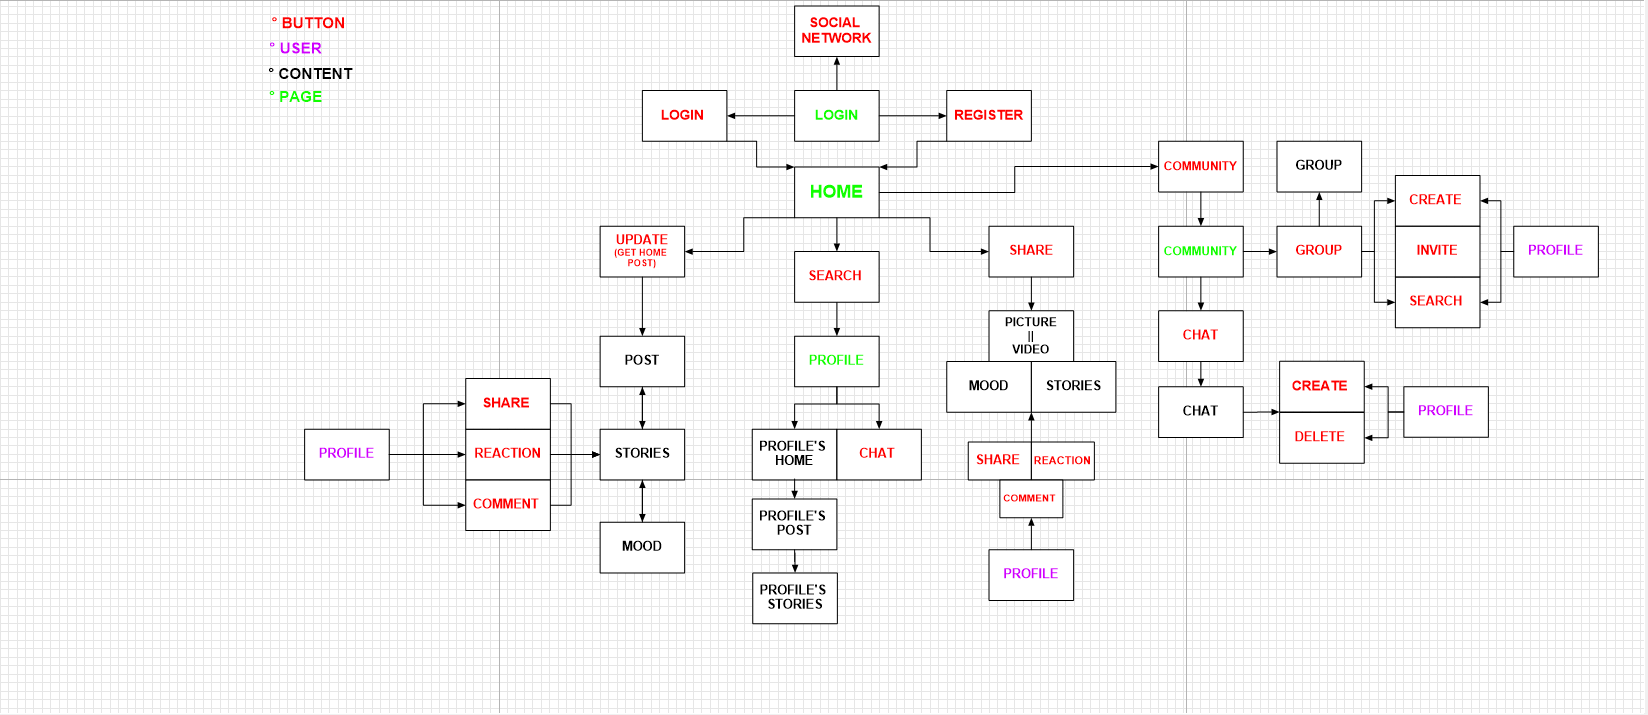 ° BUTTON
° USER
° CONTENT
° PAGE
SOCIAL
NETWORK
LOGIN
LOGIN
REGISTER
HOME
COMMUNITY
GROUP
CREATE
UPDATE
(GET HOME
POST)
SEARCH
SHARE
COMMUNITY
GROUP
INVITE
PROFILE
SEARCH
POST
PROFILE
PICTURE
||
VIDEO
CHAT
MOOD
STORIES
CHAT
CREATE
DELETE
PROFILE
SHARE
PROFILE
REACTION
COMMENT
STORIES
MOOD
PROFILE'S
HOME
CHAT
PROFILE'S
POST
PROFILE'S
STORIES
SHARE
REACTION
COMMENT
PROFILE